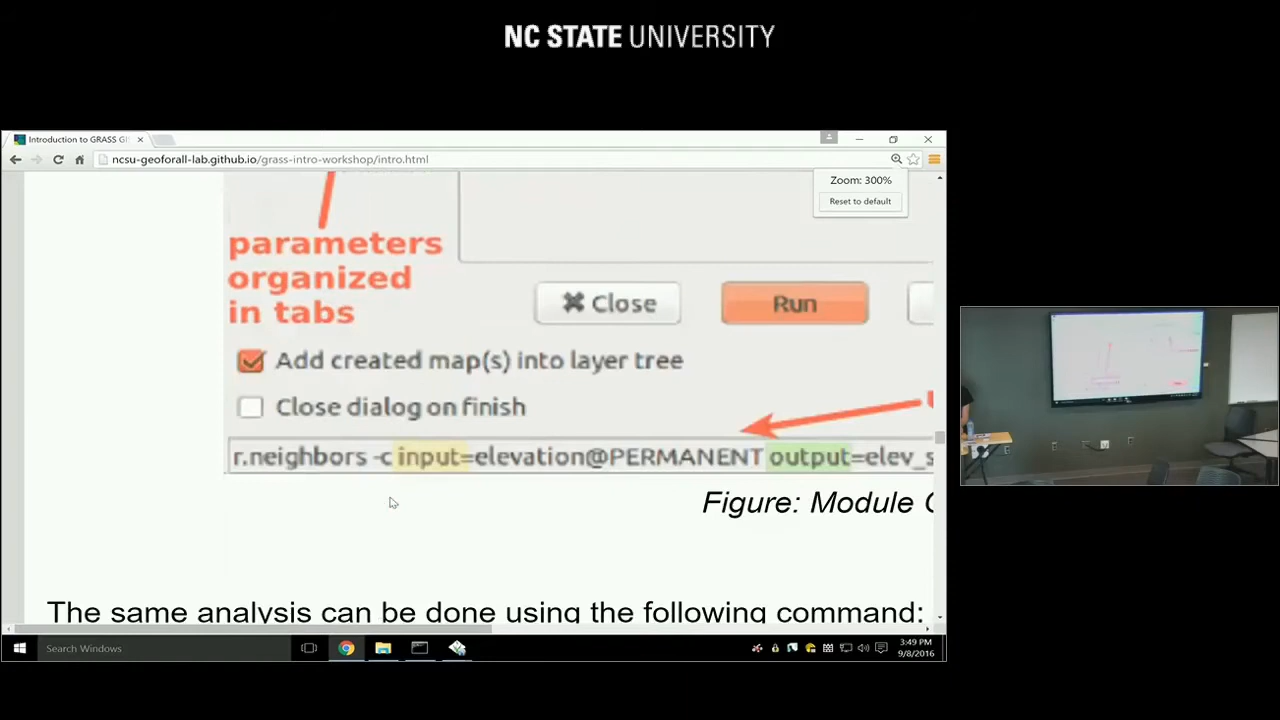 NC STATE UNIVERSITY
Introduction to GRASS GI
ncsu-geoforall-lab.github.io/grass-intro-workshop/intro.html
Zoom: 300%
Reset to default
parameters
organized
in tabs
Close
Run
Add created map(s) into layer tree
Close dialog on finish
r.neighbors -c input=elevation@PERMANENT output=elev_s
Figure: Module
The same analysis can be done using the following command:
Search Windows
3:49 PM
9/8/2016